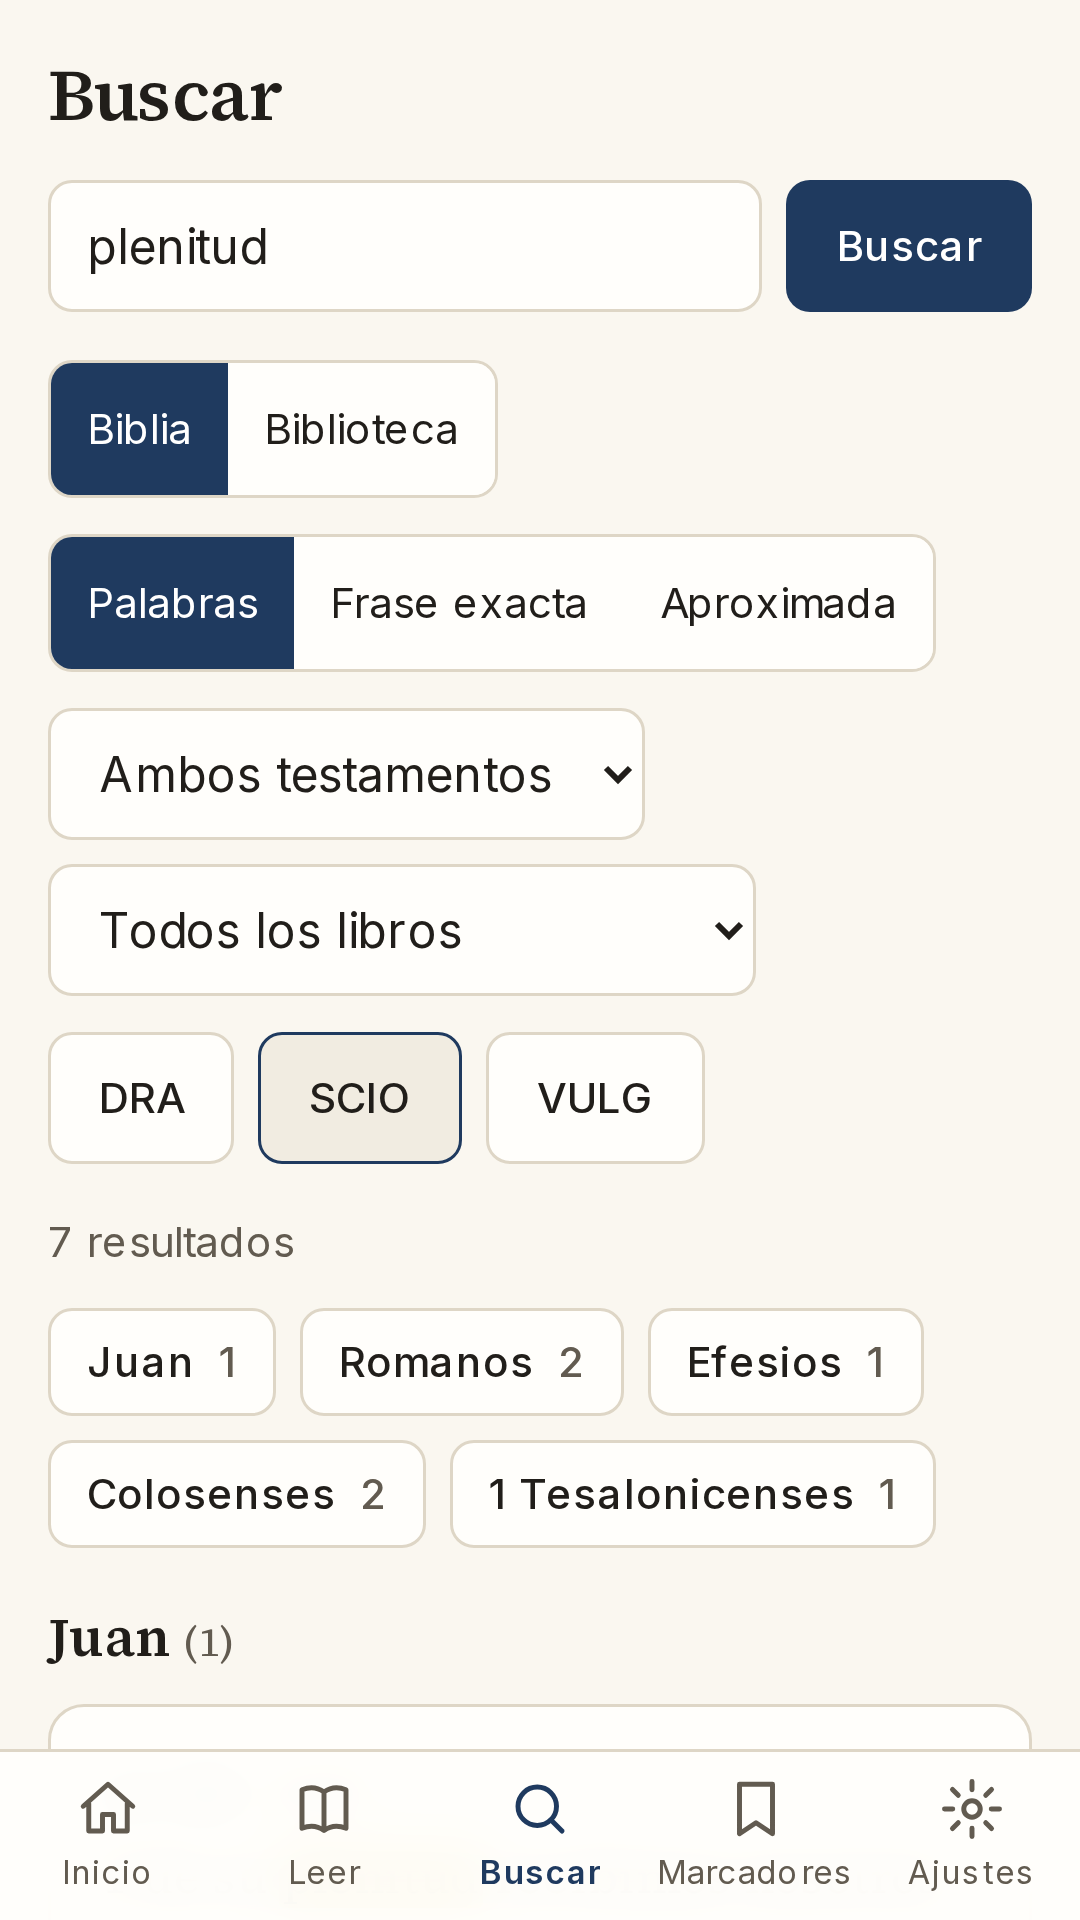 Buscar
plenitud
Buscar
Biblia Biblioteca
Palabras Frase exacta Aproximada
Ambos testamentos
Todos los libros
DRA SCIO VULG
7 resultados
Juan 1 Romanos 2 Efesios 1
Colosenses 2 1 Tesalonicenses 1
Juan (1)
Inicio Leer Buscar Marcadores Ajustes